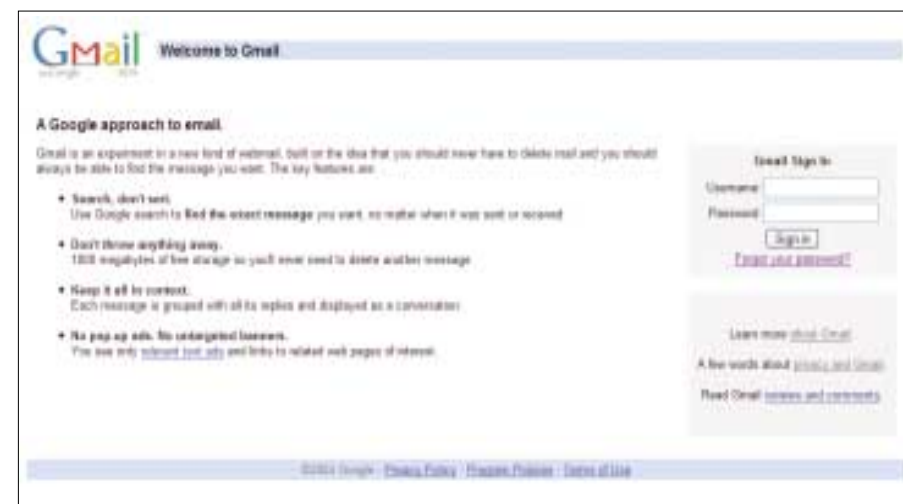 Gmail
by Google BETA
Welcome to Gmail
A Google approach to email.
Gmail is an experiment in a new kind of webmail, built on the idea that you should never have to delete mail and you should
always be able to find the message you want. The key features are:
• Search, don't sort.
Use Google search to find the exact message you want, no matter when it was sent or received.
• Don't throw anything away.
1000 megabytes of free storage so you'll never need to delete another message.
• Keep it all in context.
Each message is grouped with all its replies and displayed as a conversation.
• No pop-up ads. No untargeted banners.
You see only relevant text ads and links to related web pages of interest.
Gmail Sign In
Username
Password
Sign in
Forgot your password?
Learn more about Gmail
A few words about privacy and Gmail
Read Gmail reviews and comments
©2004 Google - Privacy Policy - Program Policies - Terms of Use